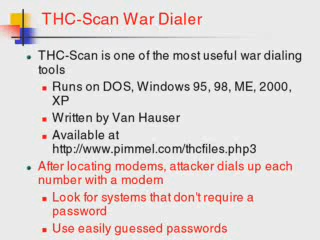 THC-Scan War Dialer
THC-Scan is one of the most useful war dialing
tools
Runs on DOS, Windows 95, 98, ME, 2000,
XP
Written by Van Hauser
Available at
http://www.pimmel.com/thcfiles.php3
After locating modems, attacker dials up each
number with a modem
Look for systems that don't require a
password
Use easily guessed passwords